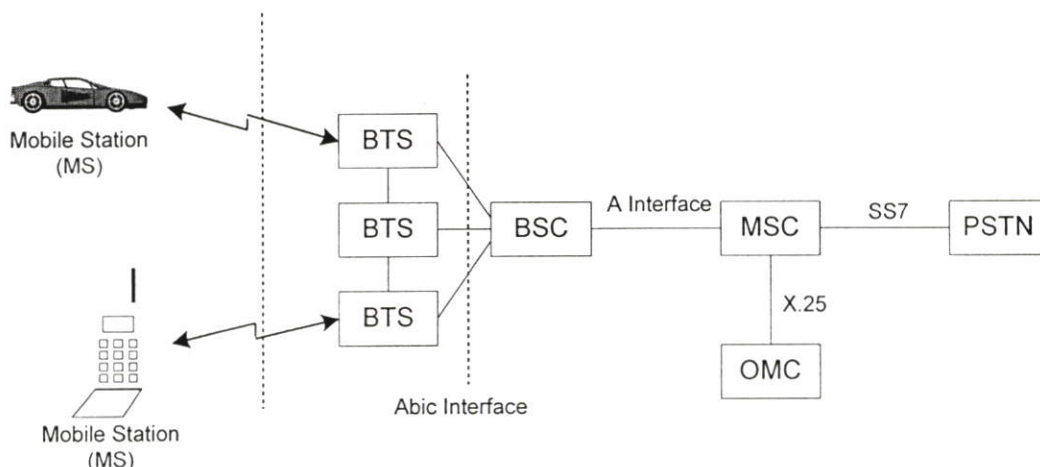 Mobile Station
(MS)
BTS
BTS
BTS
BSC
A Interface
MSC
SS7
PSTN
X.25
OMC
Abic Interface
Mobile Station
(MS)